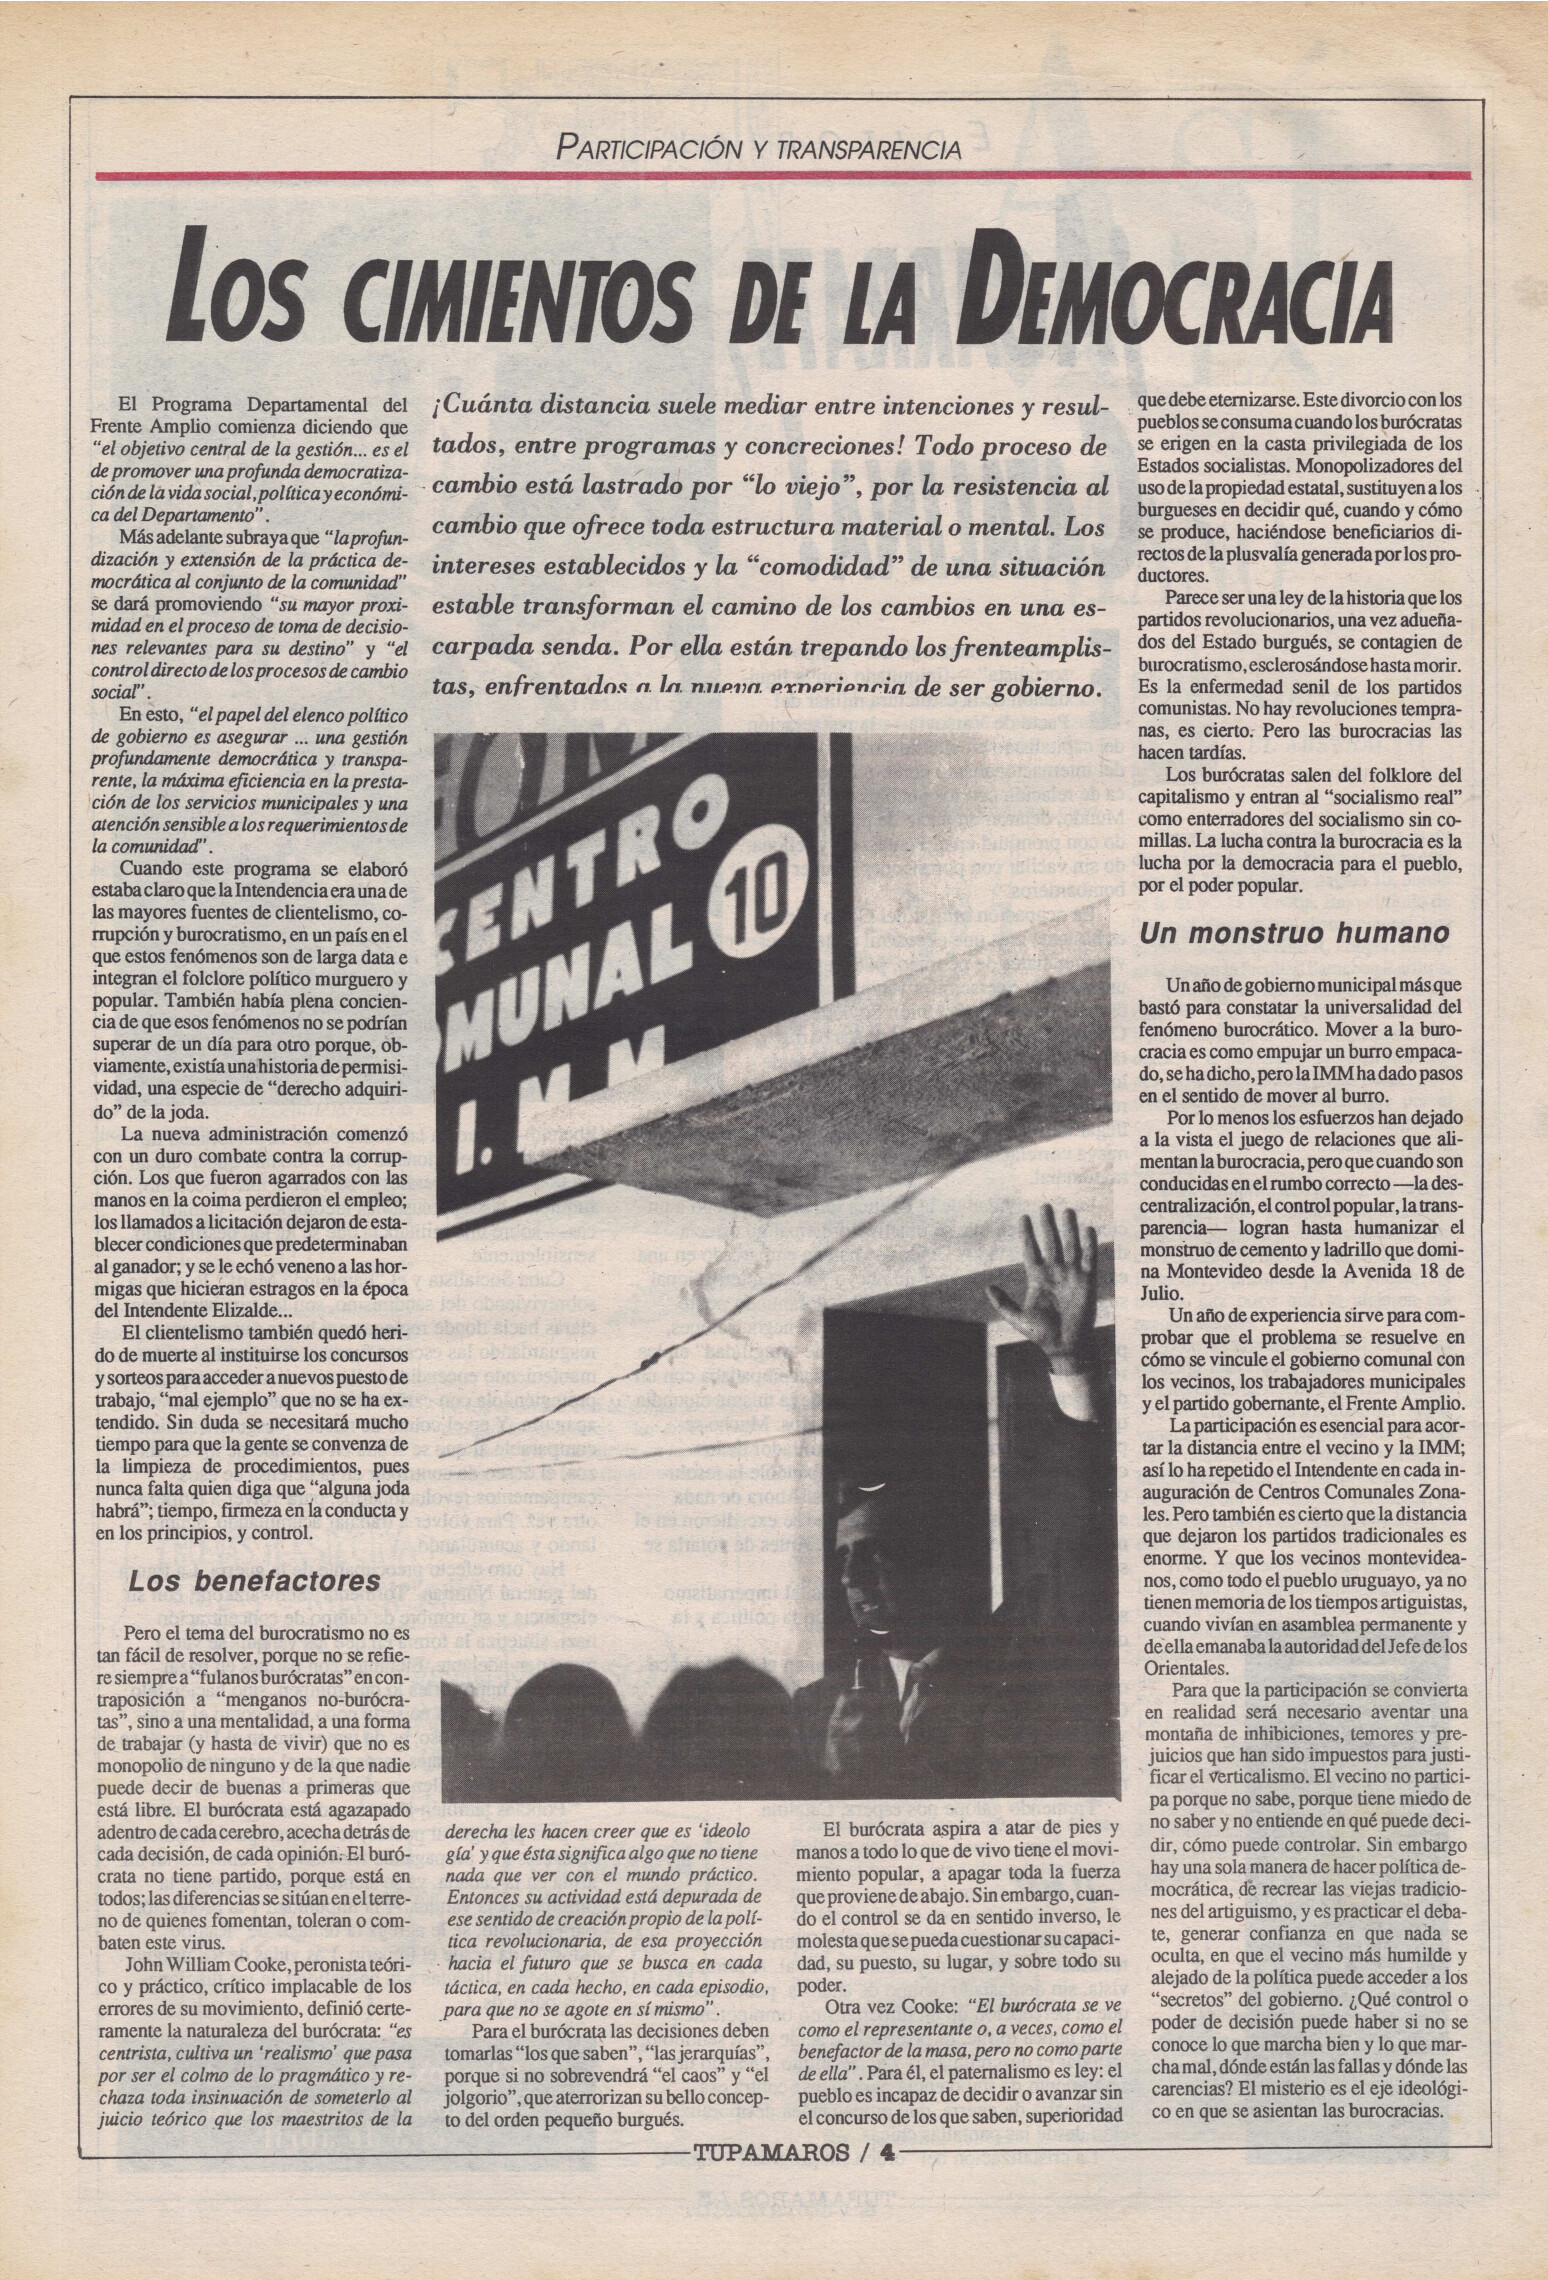 PARTICIPACIÓN Y TRANSPARENCIA
LOS CIMIENTOS DE LA DEMOCRACIA
El Programa Departamental del
Frente Amplio comienza diciendo que
“el objetivo central de la gestión... es el
de promover una profunda democratiza-
ción de la vida social, política y económi-
ca del Departamento”.
Más adelante subraya que “la profun-
dización y extensión de la práctica de-
mocrática al conjunto de la comunidad”
se dará promoviendo “su mayor proxi-
midad en el proceso de toma de decisio-
nes relevantes para su destino” y “el
control directo de los procesos de cambio
social”.
En esto, “el papel del elenco político
de gobierno es asegurar ... una gestión
profundamente democrática y transpa-
rente, la máxima eficiencia en la presta-
ción de los servicios municipales y una
atención sensible a los requerimientos de
la comunidad”.
Cuando este programa se elaboró
estaba claro que la Intendencia era una de
las mayores fuentes de clientelismo, co-
rrupción y burocratismo, en un país en el
que estos fenómenos son de larga data e
integran el folclore político murguero y
popular. También había plena concien-
cia de que esos fenómenos no se podrían
superar de un día para otro porque, ob-
viamente, existía una historia de permisi-
vidad, una especie de “derecho adquiri-
do” de la joda.
La nueva administración comenzó
con un duro combate contra la corrup-
ción. Los que fueron agarrados con las
manos en la coima perdieron el empleo;
los llamados a licitación dejaron de esta-
blecer condiciones que predeterminaban
al ganador; y se le echó veneno a las hor-
migas que hicieran estragos en la época
del Intendente Elizalde...
El clientelismo también quedó heri-
do de muerte al instituirse los concursos
y sorteos para acceder a nuevos puesto de
trabajo, “mal ejemplo” que no se ha ex-
tendido. Sin duda se necesitará mucho
tiempo para que la gente se convenza de
la limpieza de procedimientos, pues
nunca falta quien diga que “alguna joda
habrá”; tiempo, firmeza en la conducta y
en los principios, y control.
Los benefactores
Pero el tema del burocratismo no es
tan fácil de resolver, porque no se refie-
re siempre a “fulanos burócratas” en con-
traposición a “menganos no-burócra-
tas”, sino a una mentalidad, a una forma
de trabajar (y hasta de vivir) que no es
monopolio de ninguno y de la que nadie
puede decir de buenas a primeras que
está libre. El burócrata está agazapado
adentro de cada cerebro, acecha detrás de
cada decisión, de cada opinión. El buró-
crata no tiene partido, porque está en
todos; las diferencias se sitúan en el terre-
no de quienes fomentan, toleran o com-
baten este virus.
John William Cooke, peronista teóri-
co y práctico, crítico implacable de los
errores de su movimiento, definió certe-
ramente la naturaleza del burócrata: “es
centrista, cultiva un ‘realismo’ que pasa
por ser el colmo de lo pragmático y re-
chaza toda insinuación de someterlo al
juicio teórico que los maestritos de la
¡Cuánta distancia suele mediar entre intenciones y resul-
tados, entre programas y concreciones! Todo proceso de
cambio está lastrado por “lo viejo”, por la resistencia al
cambio que ofrece toda estructura material o mental. Los
intereses establecidos y la “comodidad” de una situación
estable transforman el camino de los cambios en una es-
carpada senda. Por ella están trepando los frenteamplis-
tas, enfrentados a la nueva experiencia de ser gobierno.
CENTRO
OMUNAL 10
I. M. M.
derecha les hacen creer que es ‘ideolo
gía’ y que ésta significa algo que no tiene
nada que ver con el mundo práctico.
Entonces su actividad está depurada de
ese sentido de creación propio de la polí-
tica revolucionaria, de esa proyección
hacia el futuro que se busca en cada
táctica, en cada hecho, en cada episodio,
para que no se agote en sí mismo”.
Para el burócrata las decisiones deben
tomarlas “los que saben”, “las jerarquías”,
porque si no sobrevendrá “el caos” y “el
jolgorio”, que aterrorizan su bello concep-
to del orden pequeño burgués.
El burócrata aspira a atar de pies y
manos a todo lo que de vivo tiene el movi-
miento popular, a apagar toda la fuerza
que proviene de abajo. Sin embargo, cuan-
do el control se da en sentido inverso, le
molesta que se pueda cuestionar su capaci-
dad, su puesto, su lugar, y sobre todo su
poder.
Otra vez Cooke: “El burócrata se ve
como el representante o, a veces, como el
benefactor de la masa, pero no como parte
de ella”. Para él, el paternalismo es ley: el
pueblo es incapaz de decidir o avanzar sin
el concurso de los que saben, superioridad
que debe eternizarse. Este divorcio con los
pueblos se consuma cuando los burócratas
se erigen en la casta privilegiada de los
Estados socialistas. Monopolizadores del
uso de la propiedad estatal, sustituyen a los
burgueses en decidir qué, cuando y cómo
se produce, haciéndose beneficiarios di-
rectos de la plusvalía generada por los pro-
ductores.
Parece ser una ley de la historia que los
partidos revolucionarios, una vez adueña-
dos del Estado burgués, se contagien de
burocratismo, esclerosándose hasta morir.
Es la enfermedad senil de los partidos
comunistas. No hay revoluciones tempra-
nas, es cierto. Pero las burocracias las
hacen tardías.
Los burócratas salen del folklore del
capitalismo y entran al “socialismo real”
como enterradores del socialismo sin co-
millas. La lucha contra la burocracia es la
lucha por la democracia para el pueblo,
por el poder popular.
Un monstruo humano
Un año de gobierno municipal más que
bastó para constatar la universalidad del
fenómeno burocrático. Mover a la buro-
cracia es como empujar un burro empaca-
do, se ha dicho, pero la IMM ha dado pasos
en el sentido de mover al burro.
Por lo menos los esfuerzos han dejado
a la vista el juego de relaciones que ali-
mentan la burocracia, pero que cuando son
conducidas en el rumbo correcto —la des-
centralización, el control popular, la trans-
parencia— logran hasta humanizar el
monstruo de cemento y ladrillo que domi-
na Montevideo desde la Avenida 18 de
Julio.
Un año de experiencia sirve para com-
probar que el problema se resuelve en
cómo se vincule el gobierno comunal con
los vecinos, los trabajadores municipales
y el partido gobernante, el Frente Amplio.
La participación es esencial para acor-
tar la distancia entre el vecino y la IMM;
así lo ha repetido el Intendente en cada in-
auguración de Centros Comunales Zona-
les. Pero también es cierto que la distancia
que dejaron los partidos tradicionales es
enorme. Y que los vecinos montevidea-
nos, como todo el pueblo uruguayo, ya no
tienen memoria de los tiempos artiguistas,
cuando vivían en asamblea permanente y
de ella emanaba la autoridad del Jefe de los
Orientales.
Para que la participación se convierta
en realidad será necesario aventar una
montaña de inhibiciones, temores y pre-
juicios que han sido impuestos para justi-
ficar el verticalismo. El vecino no partici-
pa porque no sabe, porque tiene miedo de
no saber y no entiende en qué puede deci-
dir, cómo puede controlar. Sin embargo
hay una sola manera de hacer política de-
mocrática, de recrear las viejas tradicio-
nes del artiguismo, y es practicar el deba-
te, generar confianza en que nada se
oculta, en que el vecino más humilde y
alejado de la política puede acceder a los
“secretos” del gobierno. ¿Qué control o
poder de decisión puede haber si no se
conoce lo que marcha bien y lo que mar-
cha mal, dónde están las fallas y dónde las
carencias? El misterio es el eje ideológi-
co en que se asientan las burocracias.
TUPAMAROS / 4